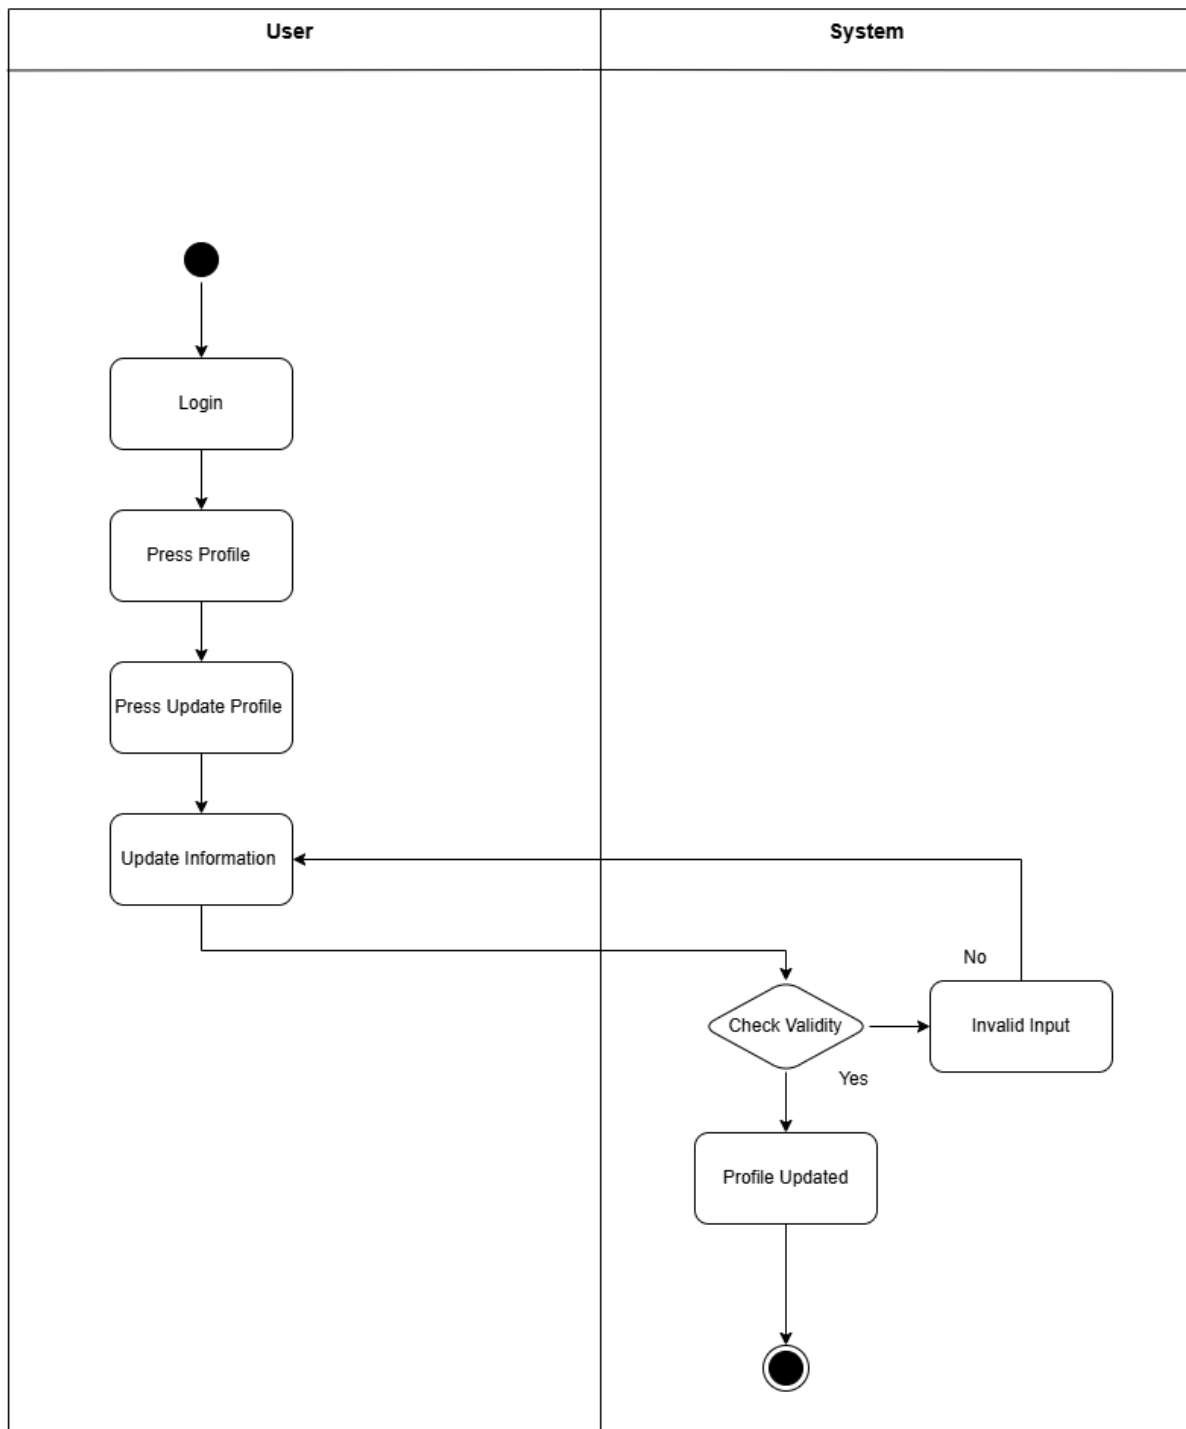 User
System
Login
Press Profile
Press Update Profile
Update Information
No
Check Validity
Invalid Input
Yes
Profile Updated